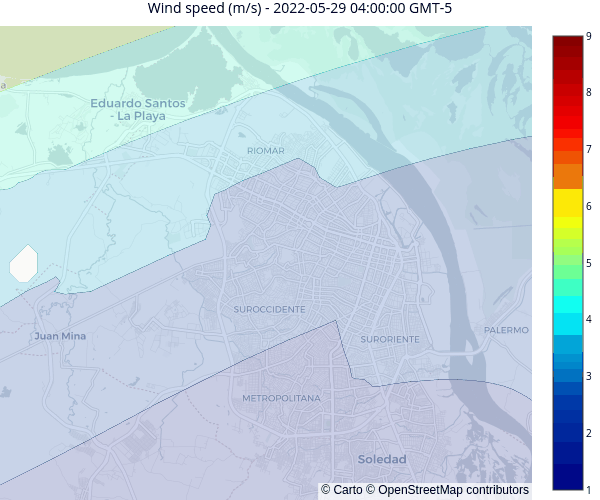 Wind speed (m/s) - 2022-05-29 04:00:00 GMT-5
9
8
7
6
5
4
3
2
1
a
Eduardo Santos
- La Playa
RIOMAR
SUROCCIDENTE
Juan Mina
SURORIENTE
PALERMO
METROPOLITANA
Soledad
© Carto © OpenStreetMap contributors